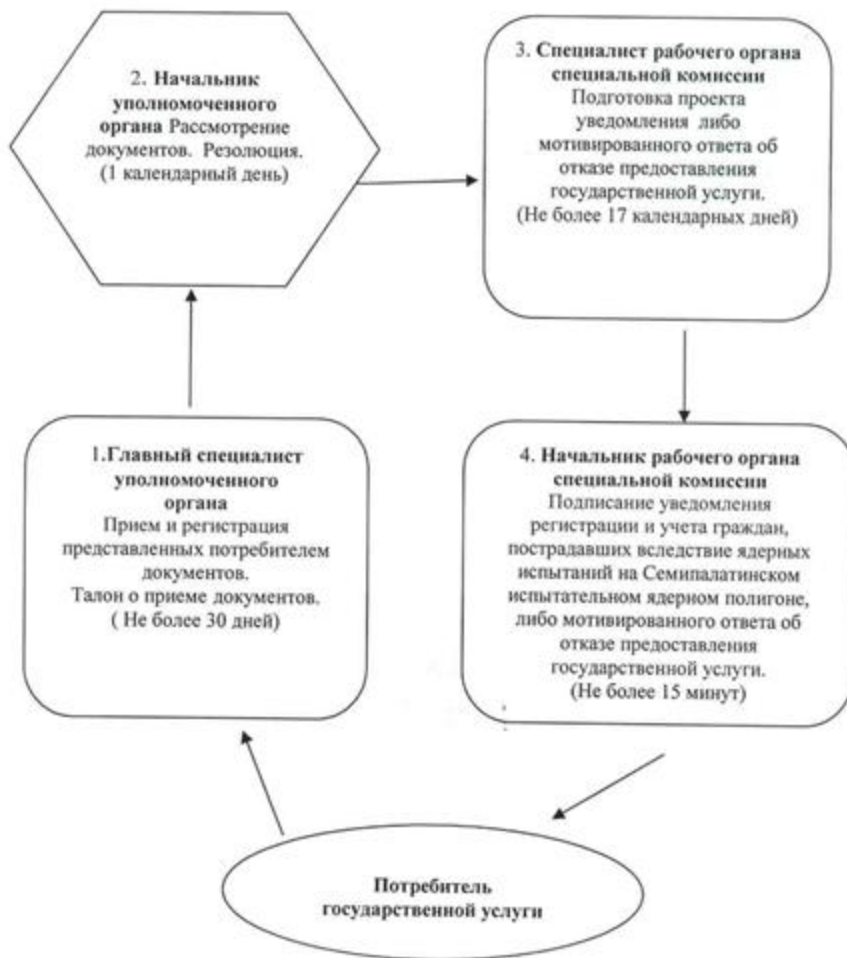 2. Начальник
уполномоченного
органа Рассмотрение
документов. Резолюция.
(1 календарный день)
3. Специалист рабочего органа
специальной комиссии
Подготовка проекта
уведомления либо
мотивированного ответа об
отказе предоставления
государственной услуги.
(Не более 17 календарных дней)
1.Главный специалист
уполномоченного
органа
Прием и регистрация
представленных потребителем
документов.
Талон о приеме документов.
( Не более 30 дней)
4. Начальник рабочего органа
специальной комиссии
Подписание уведомления
регистрации и учета граждан,
пострадавших вследствие ядерных
испытаний на Семипалатинском
испытательном ядерном полигоне,
либо мотивированного ответа об
отказе предоставления
государственной услуги.
(Не более 15 минут)
Потребитель
государственной услуги